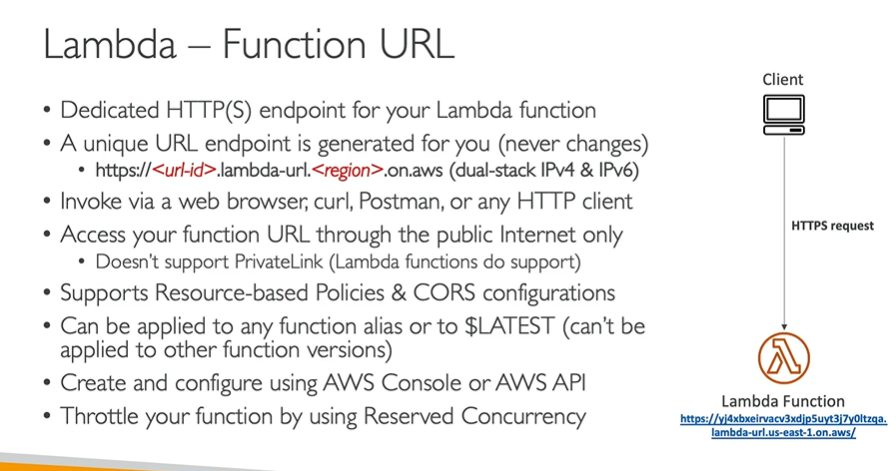 Lambda – Function URL
• Dedicated HTTP(S) endpoint for your Lambda function
• A unique URL endpoint is generated for you (never changes)
• https://<url-id>.lambda-url.<region>.on.aws (dual-stack IPv4 & IPv6)
• Invoke via a web browser, curl, Postman, or any HTTP client
• Access your function URL through the public Internet only
• Doesn't support PrivateLink (Lambda functions do support)
• Supports Resource-based Policies & CORS configurations
• Can be applied to any function alias or to $LATEST (can't be
applied to other function versions)
• Create and configure using AWS Console or AWS API
• Throttle your function by using Reserved Concurrency
Client
HTTPS request
Lambda Function
https://yj4xbxeirvacv3xdjp5uyt3j7y0ltzqa.
lambda-url.us-east-1.on.aws/